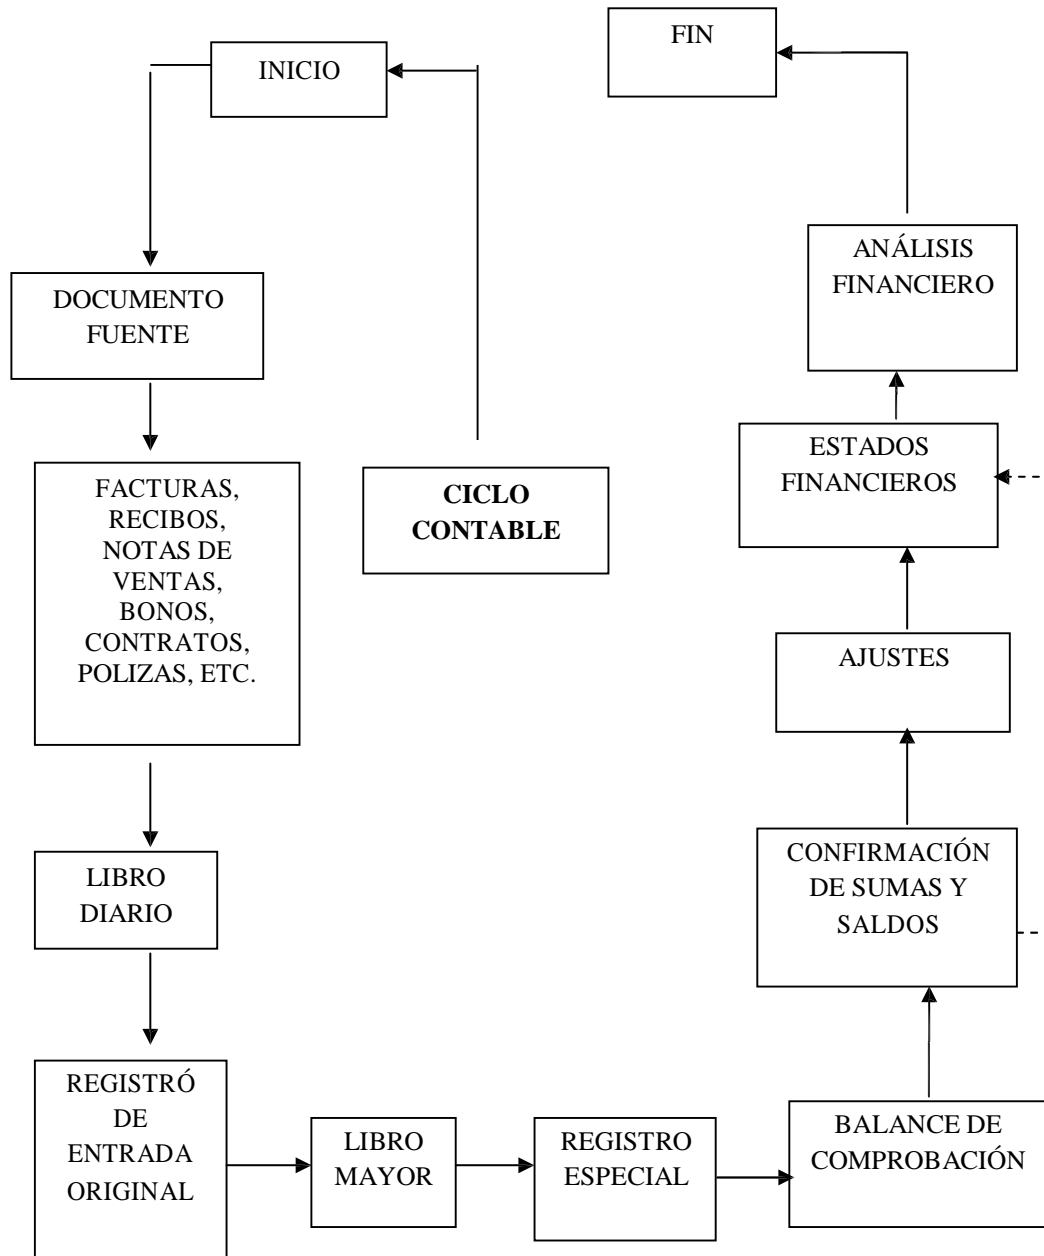 INICIO
FIN
DOCUMENTO
FUENTE
FACTURAS,
RECIBOS,
NOTAS DE
VENTAS,
BONOS,
CONTRATOS,
POLIZAS, ETC.
CICLO
CONTABLE
LIBRO
DIARIO
REGISTRÓ
DE
ENTRADA
ORIGINAL
LIBRO
MAYOR
REGISTRO
ESPECIAL
BALANCE DE
COMPROBACIÓN
CONFIRMACIÓN
DE SUMAS Y
SALDOS
AJUSTES
ESTADOS
FINANCIEROS
ANÁLISIS
FINANCIERO